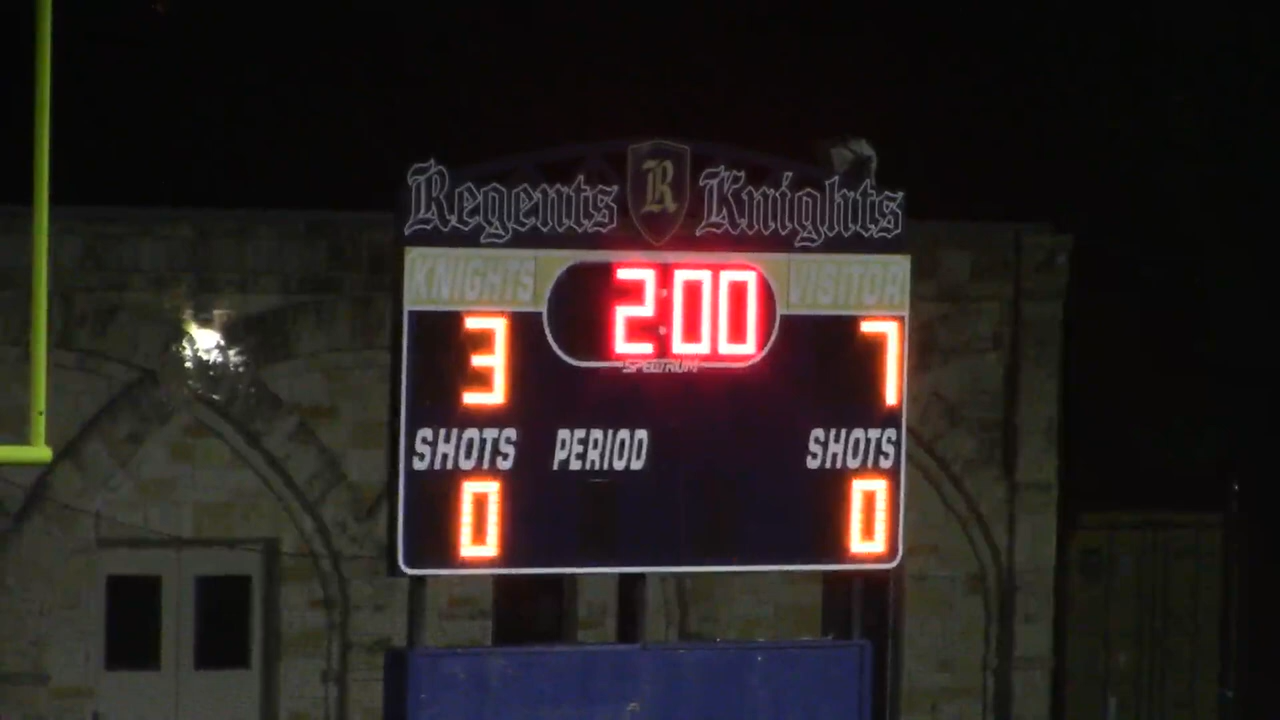 Regents R Knights
KNIGHTS 2:00 VISITOR
SPECTRUM
3 7
SHOTS PERIOD SHOTS
0 0